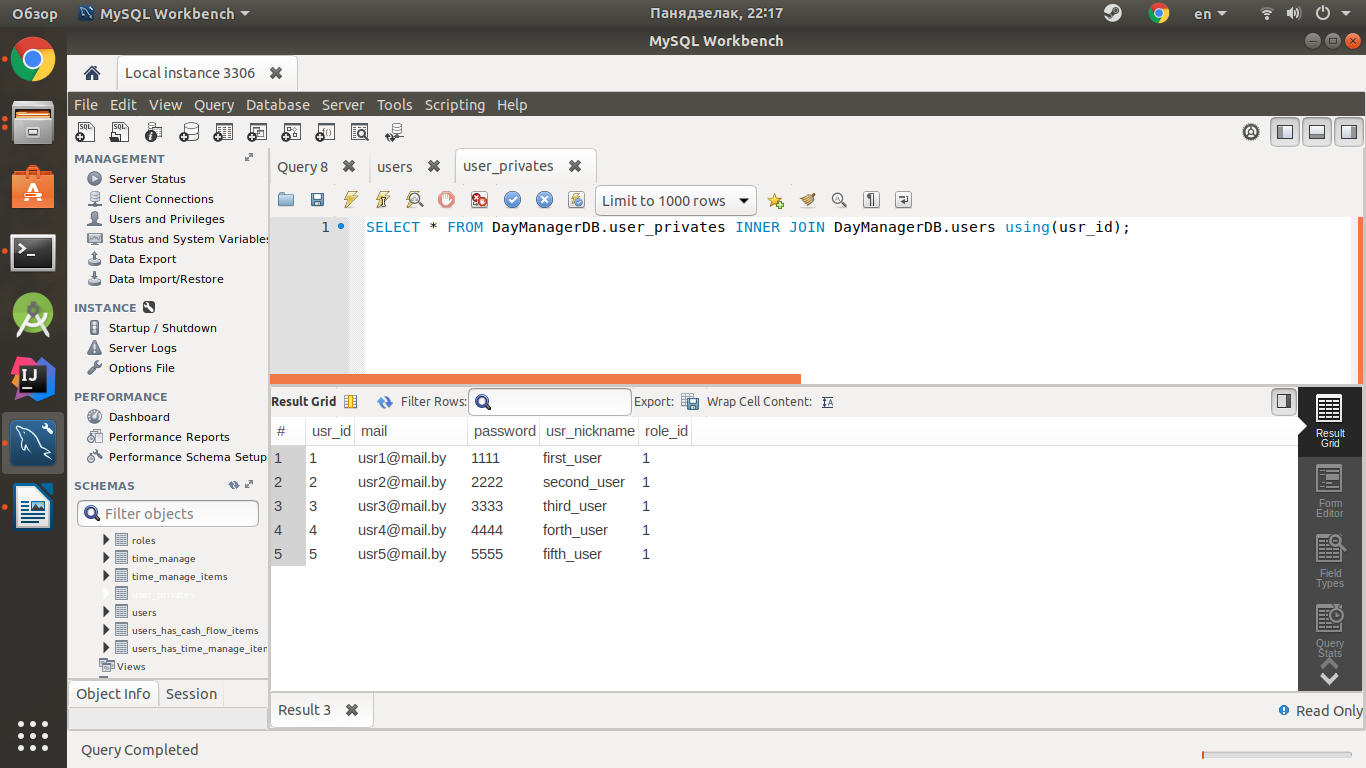 Обзор MySQL Workbench Панядзелак, 22:17 en
MySQL Workbench
Local instance 3306
File Edit View Query Database Server Tools Scripting Help
MANAGEMENT
Server Status
Client Connections
Users and Privileges
Status and System Variables
Data Export
Data Import/Restore
INSTANCE
Startup / Shutdown
Server Logs
Options File
PERFORMANCE
Dashboard
Performance Reports
Performance Schema Setup
SCHEMAS
Filter objects
roles
time_manage
time_manage_items
user_privates
users
users_has_cash_flow_items
users_has_time_manage_iten
Views
Object Info Session
Query 8 users user_privates
Limit to 1000 rows
1 SELECT * FROM DayManagerDB.user_privates INNER JOIN DayManagerDB.users using(usr_id);
Result Grid Filter Rows: Export: Wrap Cell Content:
# usr_id mail password usr_nickname role_id
1 1 usr1@mail.by 1111 first_user 1
2 2 usr2@mail.by 2222 second_user 1
3 3 usr3@mail.by 3333 third_user 1
4 4 usr4@mail.by 4444 forth_user 1
5 5 usr5@mail.by 5555 fifth_user 1
Result
Grid
Form
Editor
Field
Types
Query
Stats
Result 3 Read Only
Query Completed